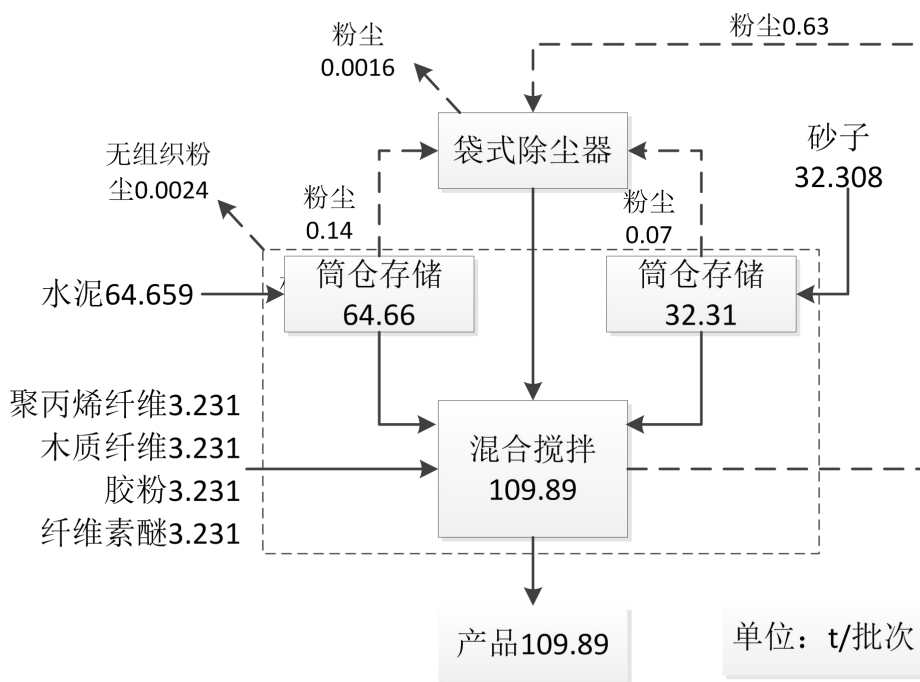 粉尘0.63
粉尘
0.0016
袋式除尘器
砂子
32.308
无组织粉
尘0.0024
粉尘
0.14
粉尘
0.07
水泥64.659
筒仓存储
64.66
筒仓存储
32.31
聚丙烯纤维3.231
木质纤维3.231
胶粉3.231
纤维素醚3.231
混合搅拌
109.89
产品109.89
单位：t/批次